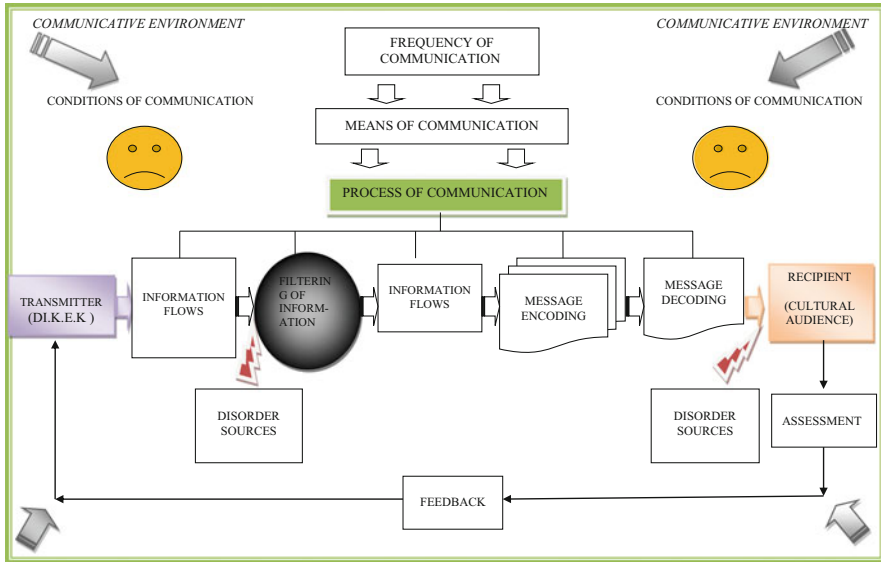 COMMUNICATIVE ENVIRONMENT
COMMUNICATIVE ENVIRONMENT
FREQUENCY OF
COMMUNICATION
CONDITIONS OF COMMUNICATION
CONDITIONS OF COMMUNICATION
MEANS OF COMMUNICATION
PROCESS OF COMMUNICATION
TRANSMITTER
(DI.K.E.K )
INFORMATION
FLOWS
FILTERIN
G OF
INFORM-
ATION
INFORMATION
FLOWS
MESSAGE
ENCODING
MESSAGE
DECODING
RECIPIENT
(CULTURAL
AUDIENCE)
DISORDER
SOURCES
DISORDER
SOURCES
ASSESSMENT
FEEDBACK